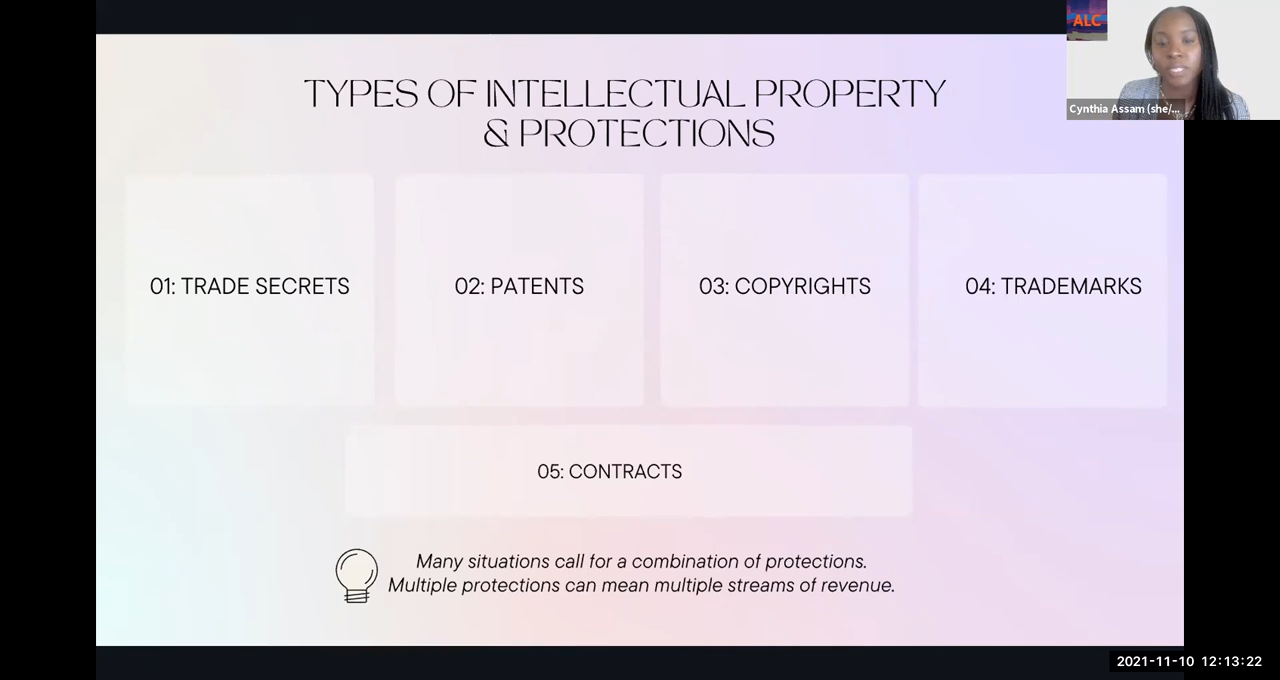 ALC
Cynthia Assam (she/...
TYPES OF INTELLECTUAL PROPERTY
& PROTECTIONS
01: TRADE SECRETS
02: PATENTS
03: COPYRIGHTS
04: TRADEMARKS
05: CONTRACTS
Many situations call for a combination of protections.
Multiple protections can mean multiple streams of revenue.
2021-11-10 12:13:22